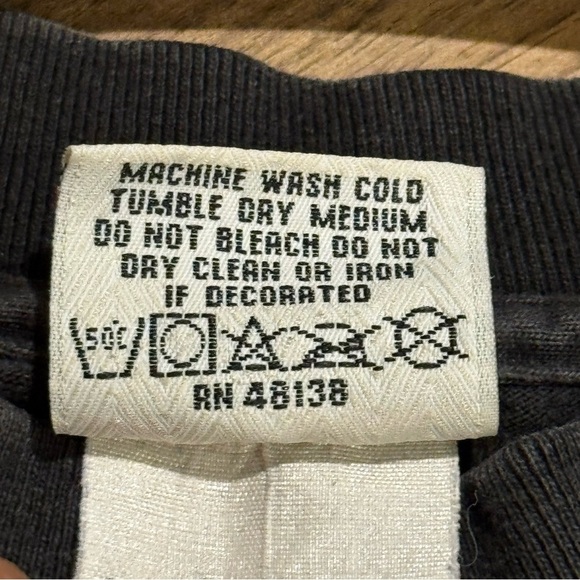 MACHINE WASH COLD
TUMBLE DRY MEDIUM
DO NOT BLEACH DO NOT
DRY CLEAN OR IRON
IF DECORATED
50C
RN 48138